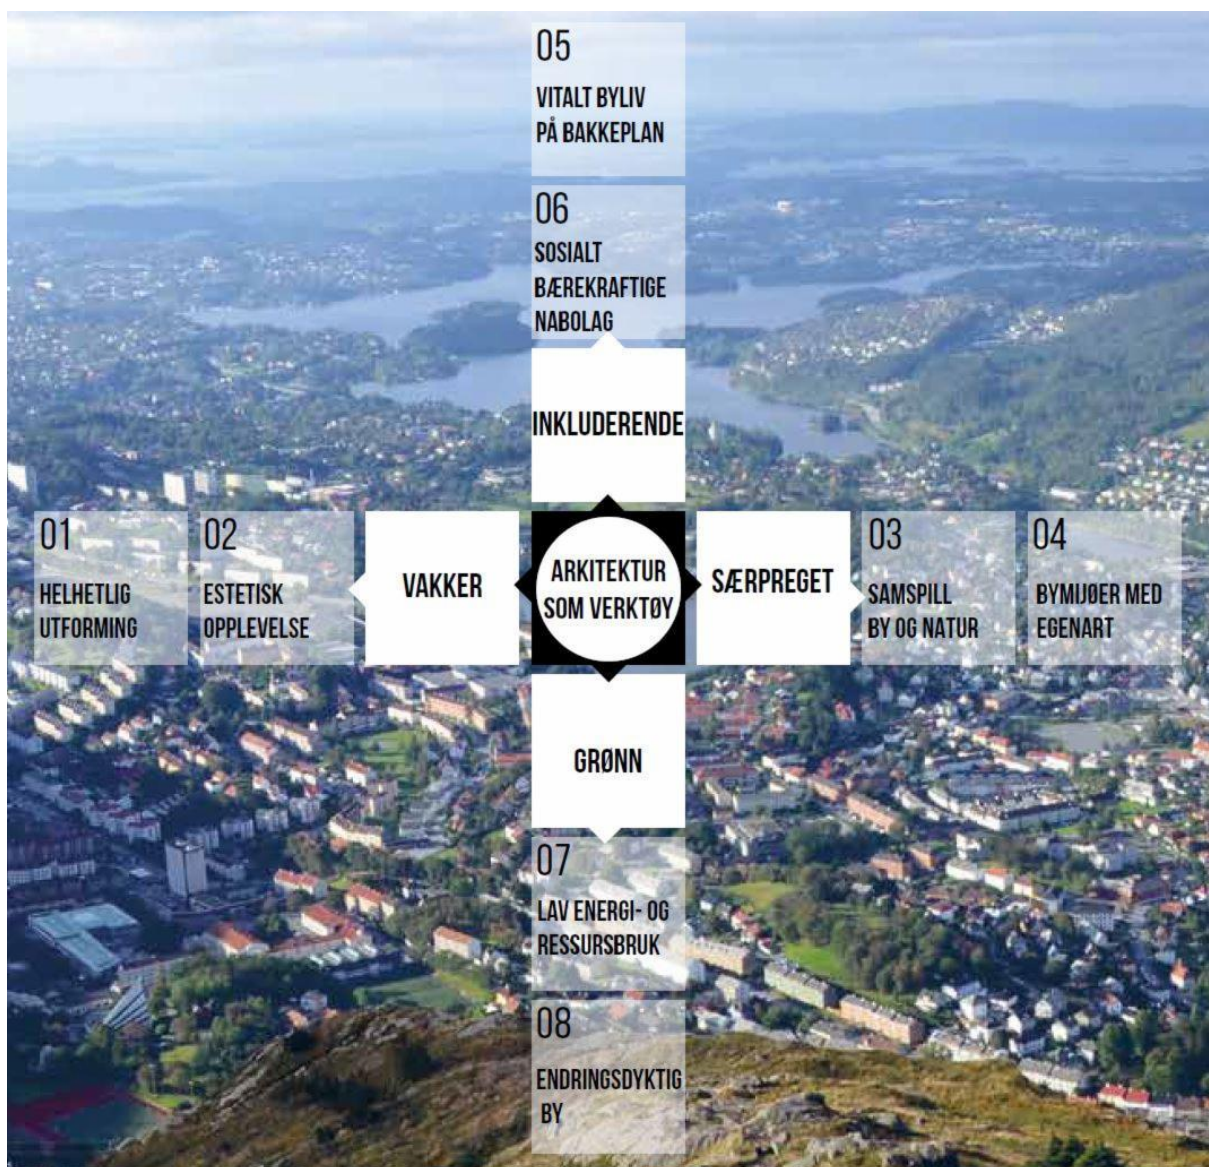 05
VITALT BYLIV
PÅ BAKKEPLAN
06
SOSIALT
BÆREKRAFTIGE
NABOLAG
INKLUDERENDE
01
HELHETLIG
UTFORMING
02
ESTETISK
OPPLEVELSE
VAKKER
ARKITEKTUR
SOM VERKTØY
SÆRPREGET
03
SAMSPILL
BY OG NATUR
04
BYMIJØER MED
EGENART
GRØNN
07
LAV ENERGI- OG
RESSURSBRUK
08
ENDRINGSDYKTIG
BY